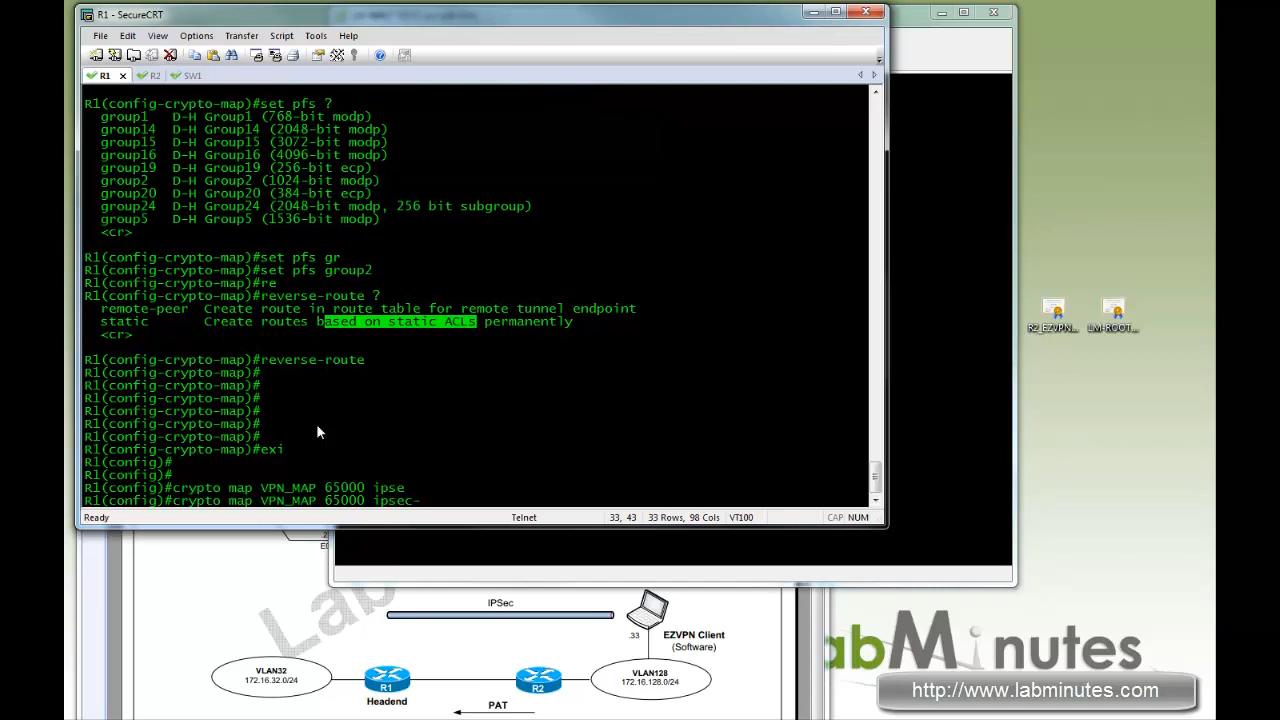 R1 - SecureCRT
File Edit View Options Transfer Script Tools Help
R1 R2 SW1
R1(config-crypto-map)#set pfs ?
group1 D-H Group1 (768-bit modp)
group14 D-H Group14 (2048-bit modp)
group15 D-H Group15 (3072-bit modp)
group16 D-H Group16 (4096-bit modp)
group19 D-H Group19 (256-bit ecp)
group2 D-H Group2 (1024-bit modp)
group20 D-H Group20 (384-bit ecp)
group24 D-H Group24 (2048-bit modp, 256 bit subgroup)
group5 D-H Group5 (1536-bit modp)
<cr>
R1(config-crypto-map)#set pfs gr
R1(config-crypto-map)#set pfs group2
R1(config-crypto-map)#re
R1(config-crypto-map)#reverse-route ?
remote-peer Create route in route table for remote tunnel endpoint
static Create routes based on static ACLs permanently
<cr>
R1(config-crypto-map)#reverse-route
R1(config-crypto-map)#
R1(config-crypto-map)#
R1(config-crypto-map)#
R1(config-crypto-map)#
R1(config-crypto-map)#
R1(config-crypto-map)#
R1(config-crypto-map)#exi
R1(config)#
R1(config)#
R1(config)#crypto map VPN_MAP 65000 ipse
R1(config)#crypto map VPN_MAP 65000 ipsec-
Ready Telnet 33, 43 33 Rows, 98 Cols VT100 CAP NUM
R2_EZVPN... LM-ROOT...
IPSec
.33
EZVPN Client
(Software)
VLAN32
172.16.32.0/24
R1
Headend
R2
VLAN128
172.16.128.0/24
PAT
Lab
abMinutes
http://www.labminutes.com